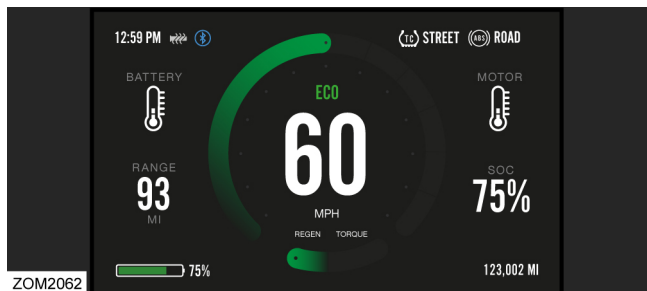 12:59 PM
TC STREET ABS ROAD
BATTERY
MOTOR
ECO
60
MPH
RANGE
93
MI
SOC
75%
REGEN TORQUE
75%
123,002 MI
ZOM2062